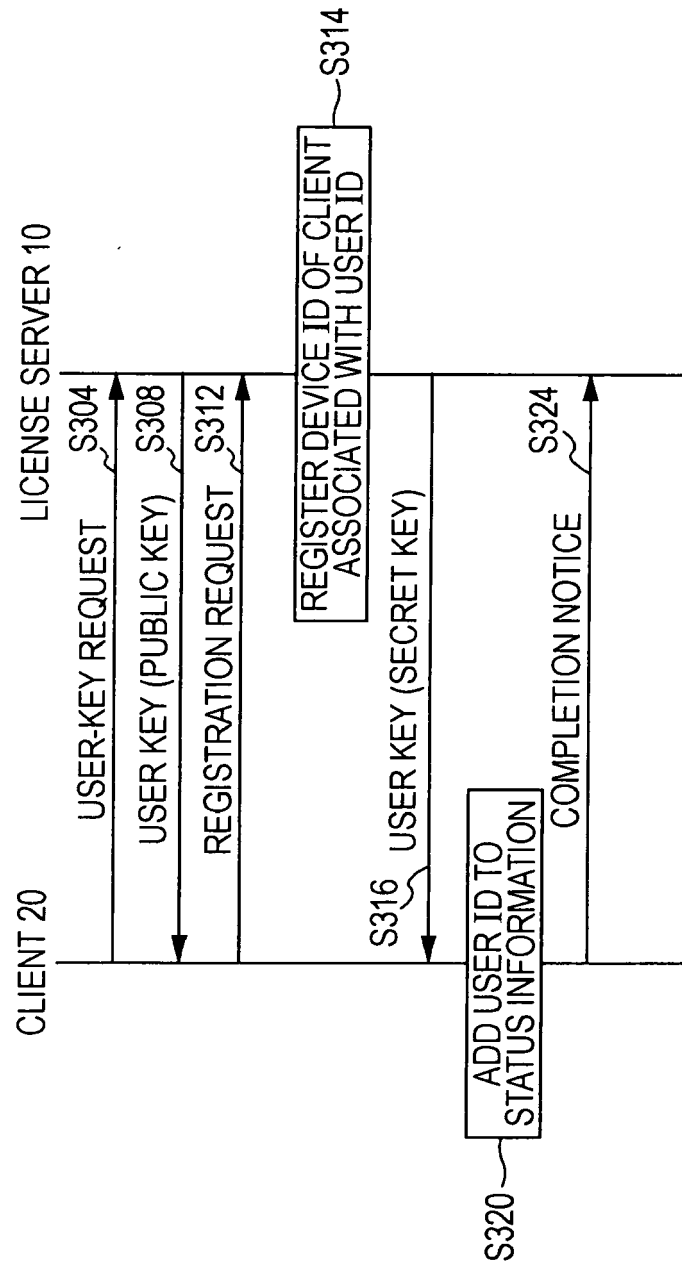 CLIENT 20
LICENSE SERVER 10
USER-KEY REQUEST
S304
USER KEY (PUBLIC KEY)
S308
REGISTRATION REQUEST
S312
REGISTER DEVICE ID OF CLIENT
ASSOCIATED WITH USER ID
S314
S316
USER KEY (SECRET KEY)
ADD USER ID TO
STATUS INFORMATION
S320
COMPLETION NOTICE
S324